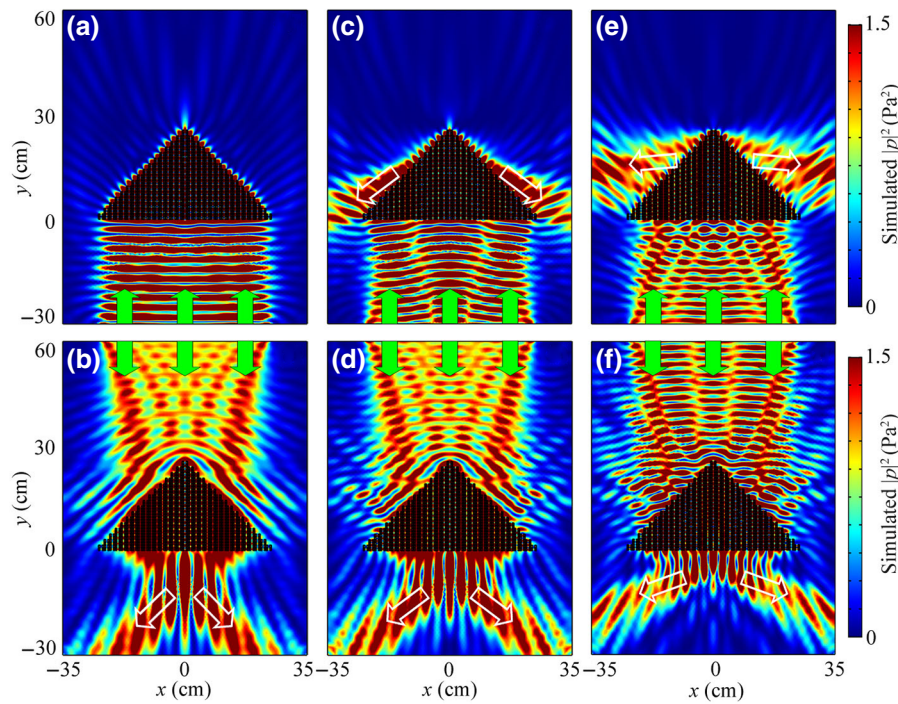 (a) (c) (e)
60
30
0
−30
y (cm)
1.5
0
Simulated |p|² (Pa²)
(b) (d) (f)
60
30
0
−30
y (cm)
1.5
0
Simulated |p|² (Pa²)
−35 0 35 −35 0 35 −35 0 35
x (cm) x (cm) x (cm)